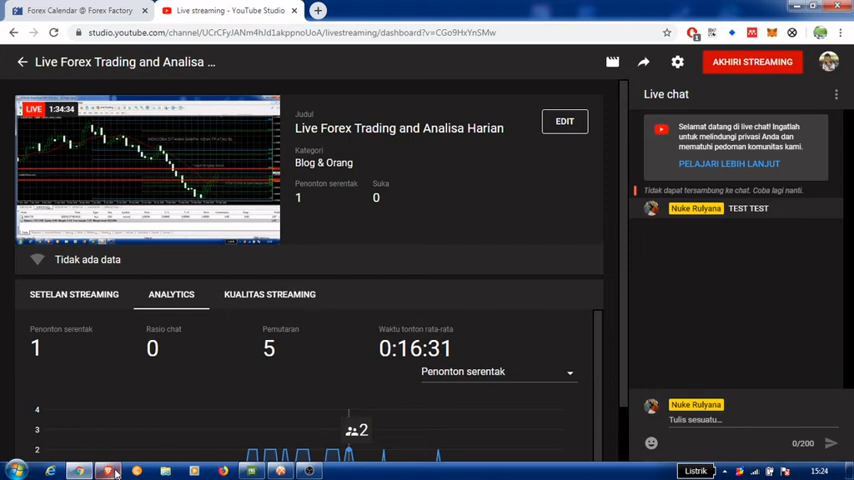 Forex Calendar @ Forex Factory
Live streaming - YouTube Studio
studio.youtube.com/channel/UCrCFyJANm4hJd1akppnoUoA/livestreaming/dashboard?v=CGo9HxYnSMw
Live Forex Trading and Analisa ...
AKHIRI STREAMING
LIVE 1:34:34
Judul
Live Forex Trading and Analisa Harian
EDIT
Kategori
Blog & Orang
Penonton serentak Suka
1 0
Tidak ada data
SETELAN STREAMING ANALYTICS KUALITAS STREAMING
Penonton serentak Rasio chat Pemutaran Waktu tonton rata-rata
1 0 5 0:16:31
Penonton serentak
4
3
2
2
Live chat
Selamat datang di live chat! Ingatlah
untuk melindungi privasi Anda dan
mematuhi pedoman komunitas kami.
PELAJARI LEBIH LANJUT
Tidak dapat tersambung ke chat. Coba lagi nanti.
Nuke Rulyana TEST TEST
Nuke Rulyana
Tulis sesuatu...
0/200
Listrik
15:24